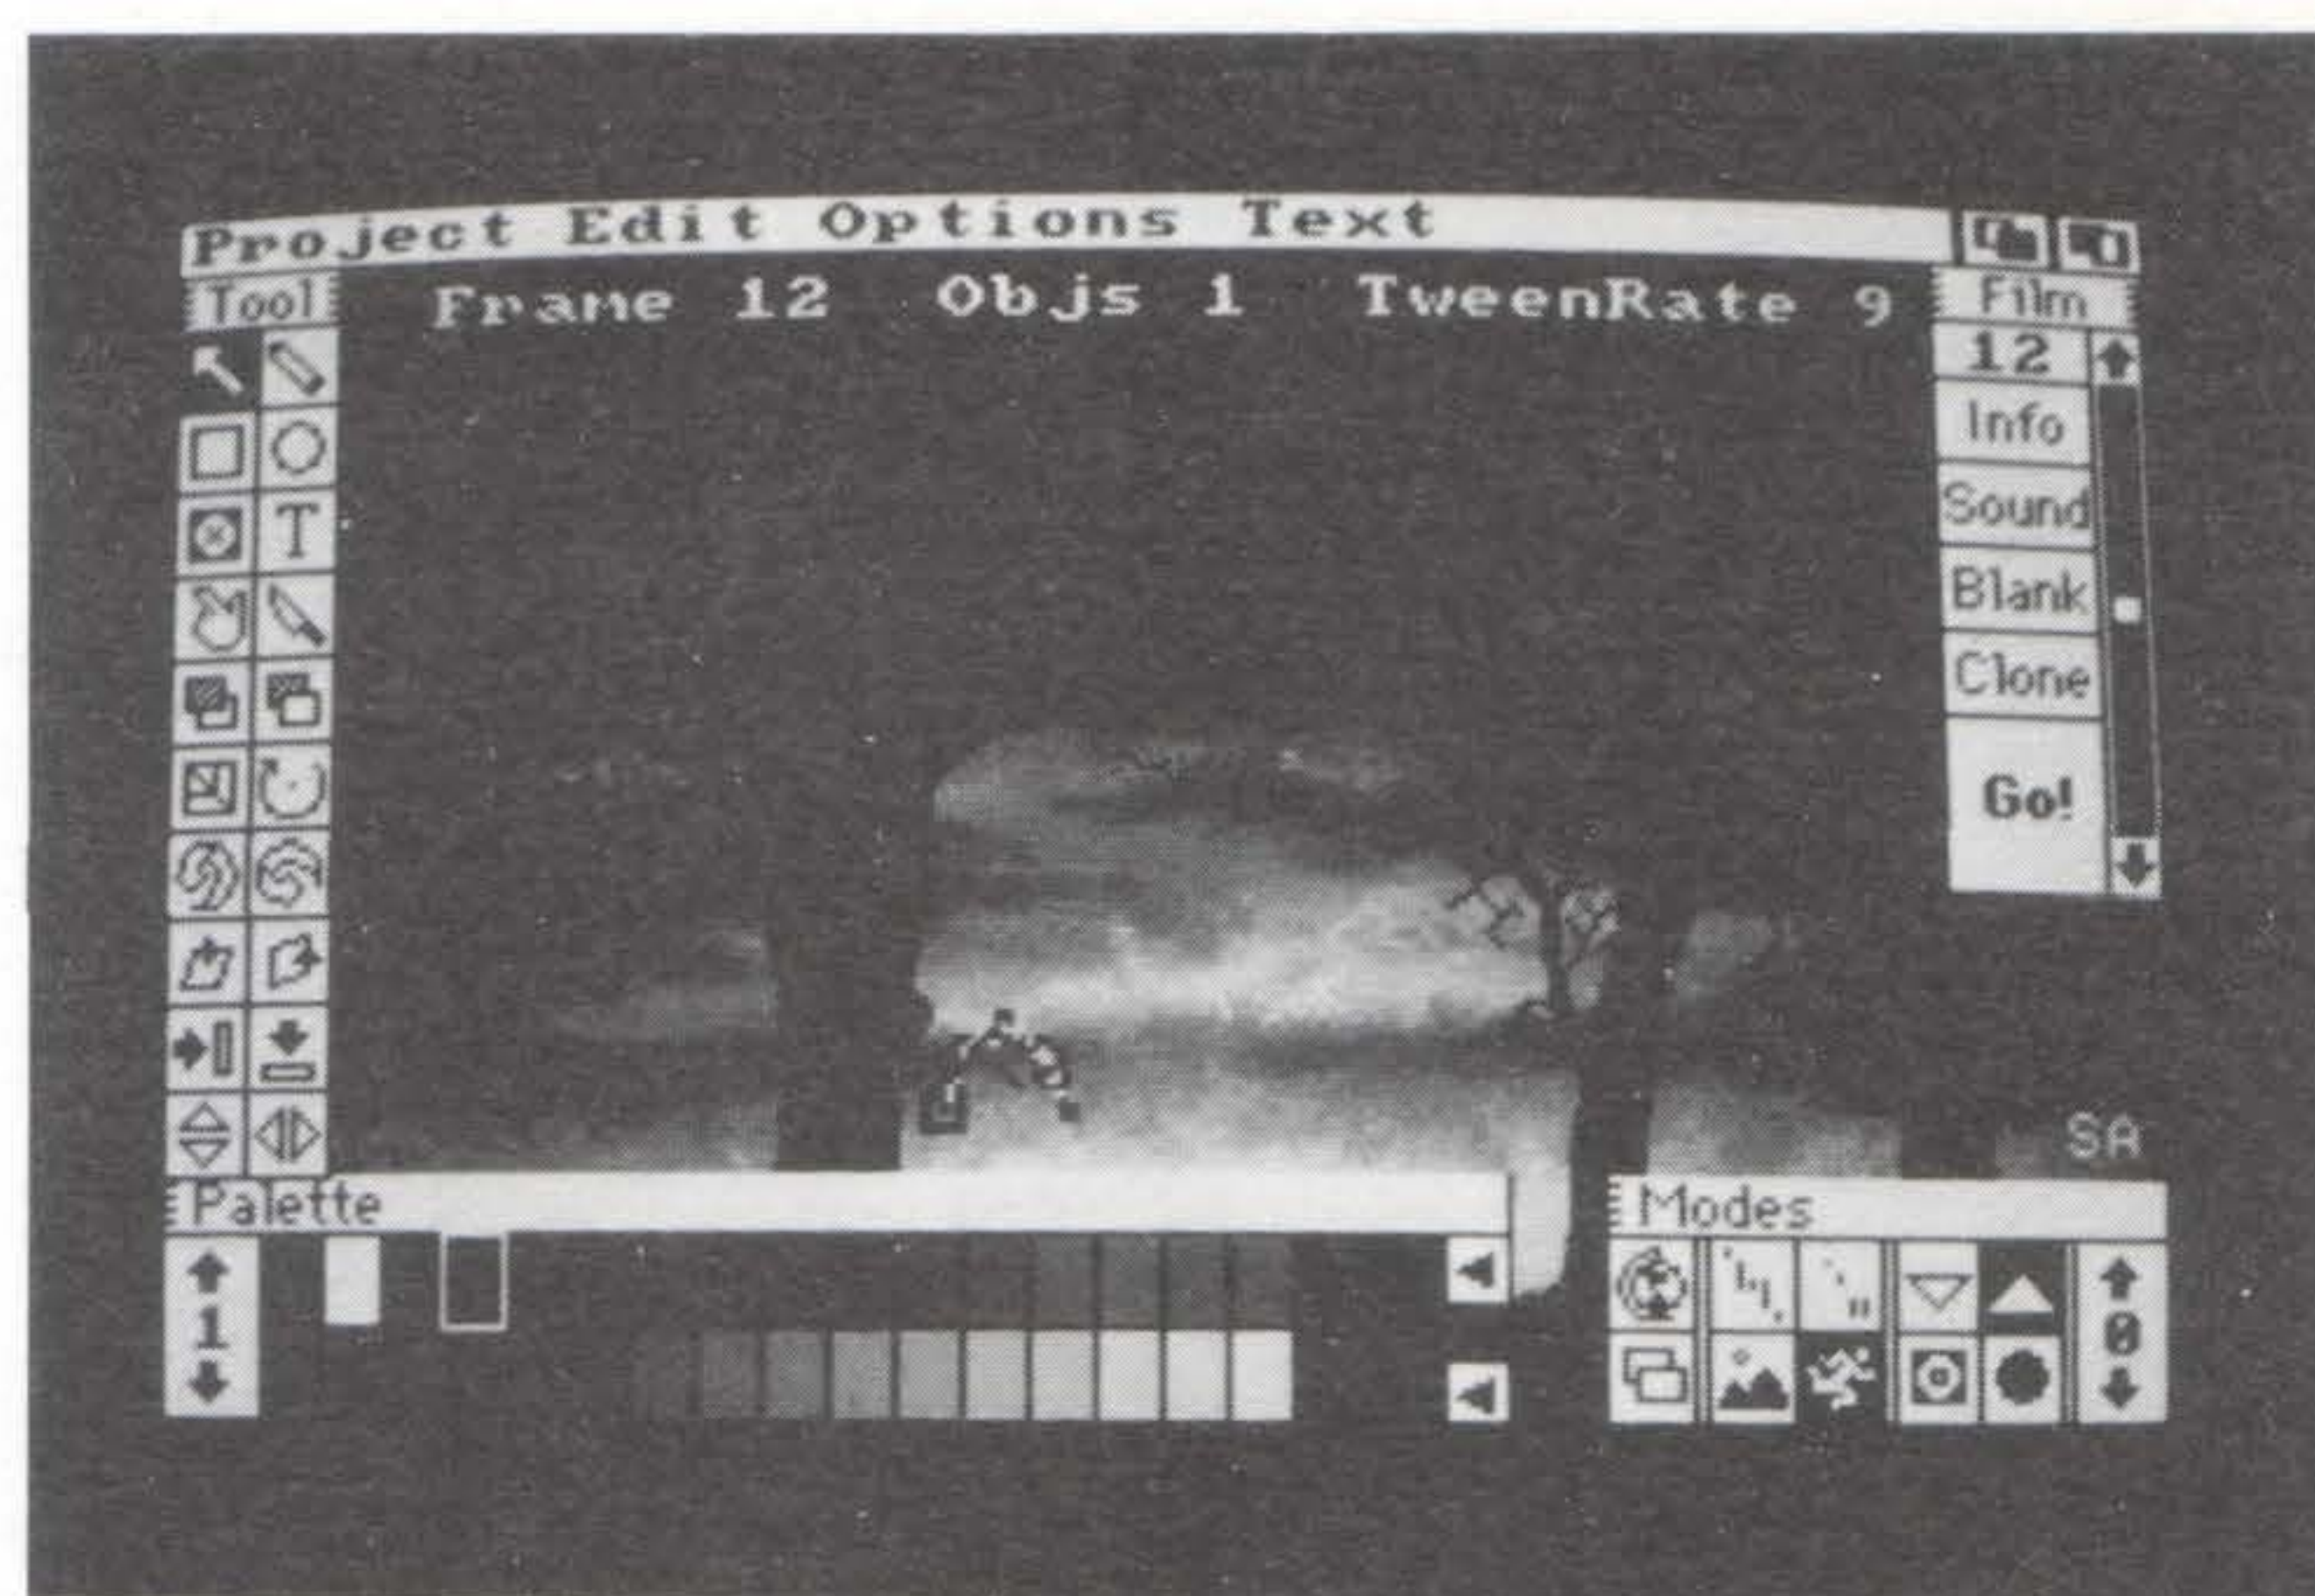 Project Edit Options Text
Tool
Frame 12 Objs 1 TweenRate 9
Film
12
Info
Sound
T
Blank
Clone
Go!
SA
Palette
Modes
1
0